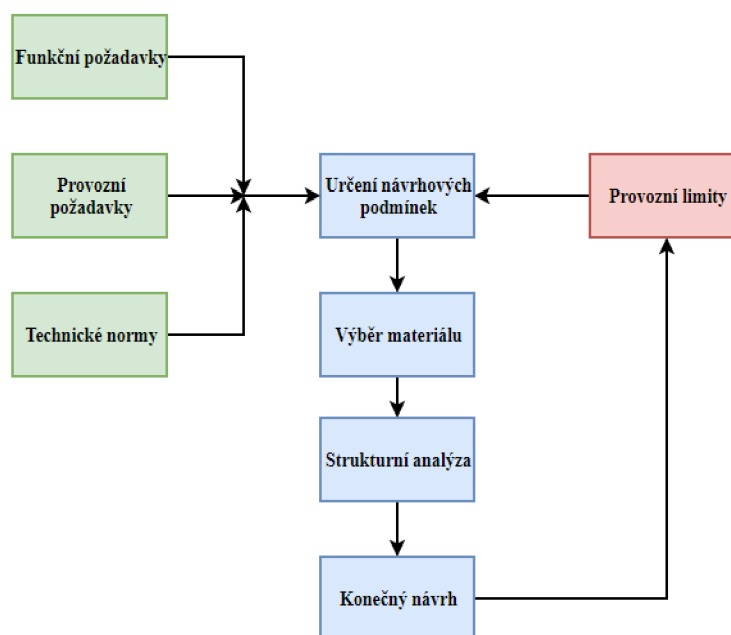 Funkční požadavky
Provozní
požadavky
Určení návrhových
podmínek
Provozní limity
Technické normy
Výběr materiálu
Strukturní analýza
Konečný návrh